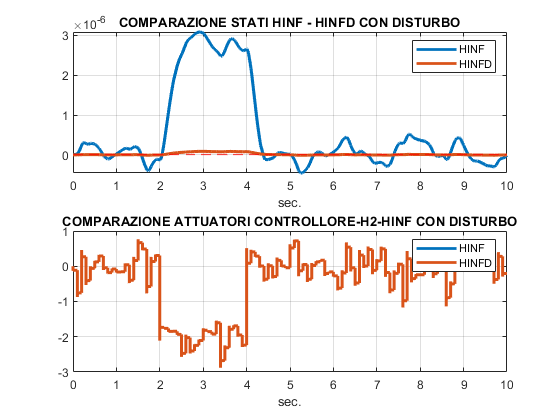 COMPARAZIONE STATI HINF - HINFD CON DISTURBO
×10-6
3
2
1
0
HINF
HINFD
0 1 2 3 4 5 6 7 8 9 10
sec.
COMPARAZIONE ATTUATORI CONTROLLORE-H2-HINF CON DISTURBO
1
0
-1
-2
-3
HINF
HINFD
0 1 2 3 4 5 6 7 8 9 10
sec.